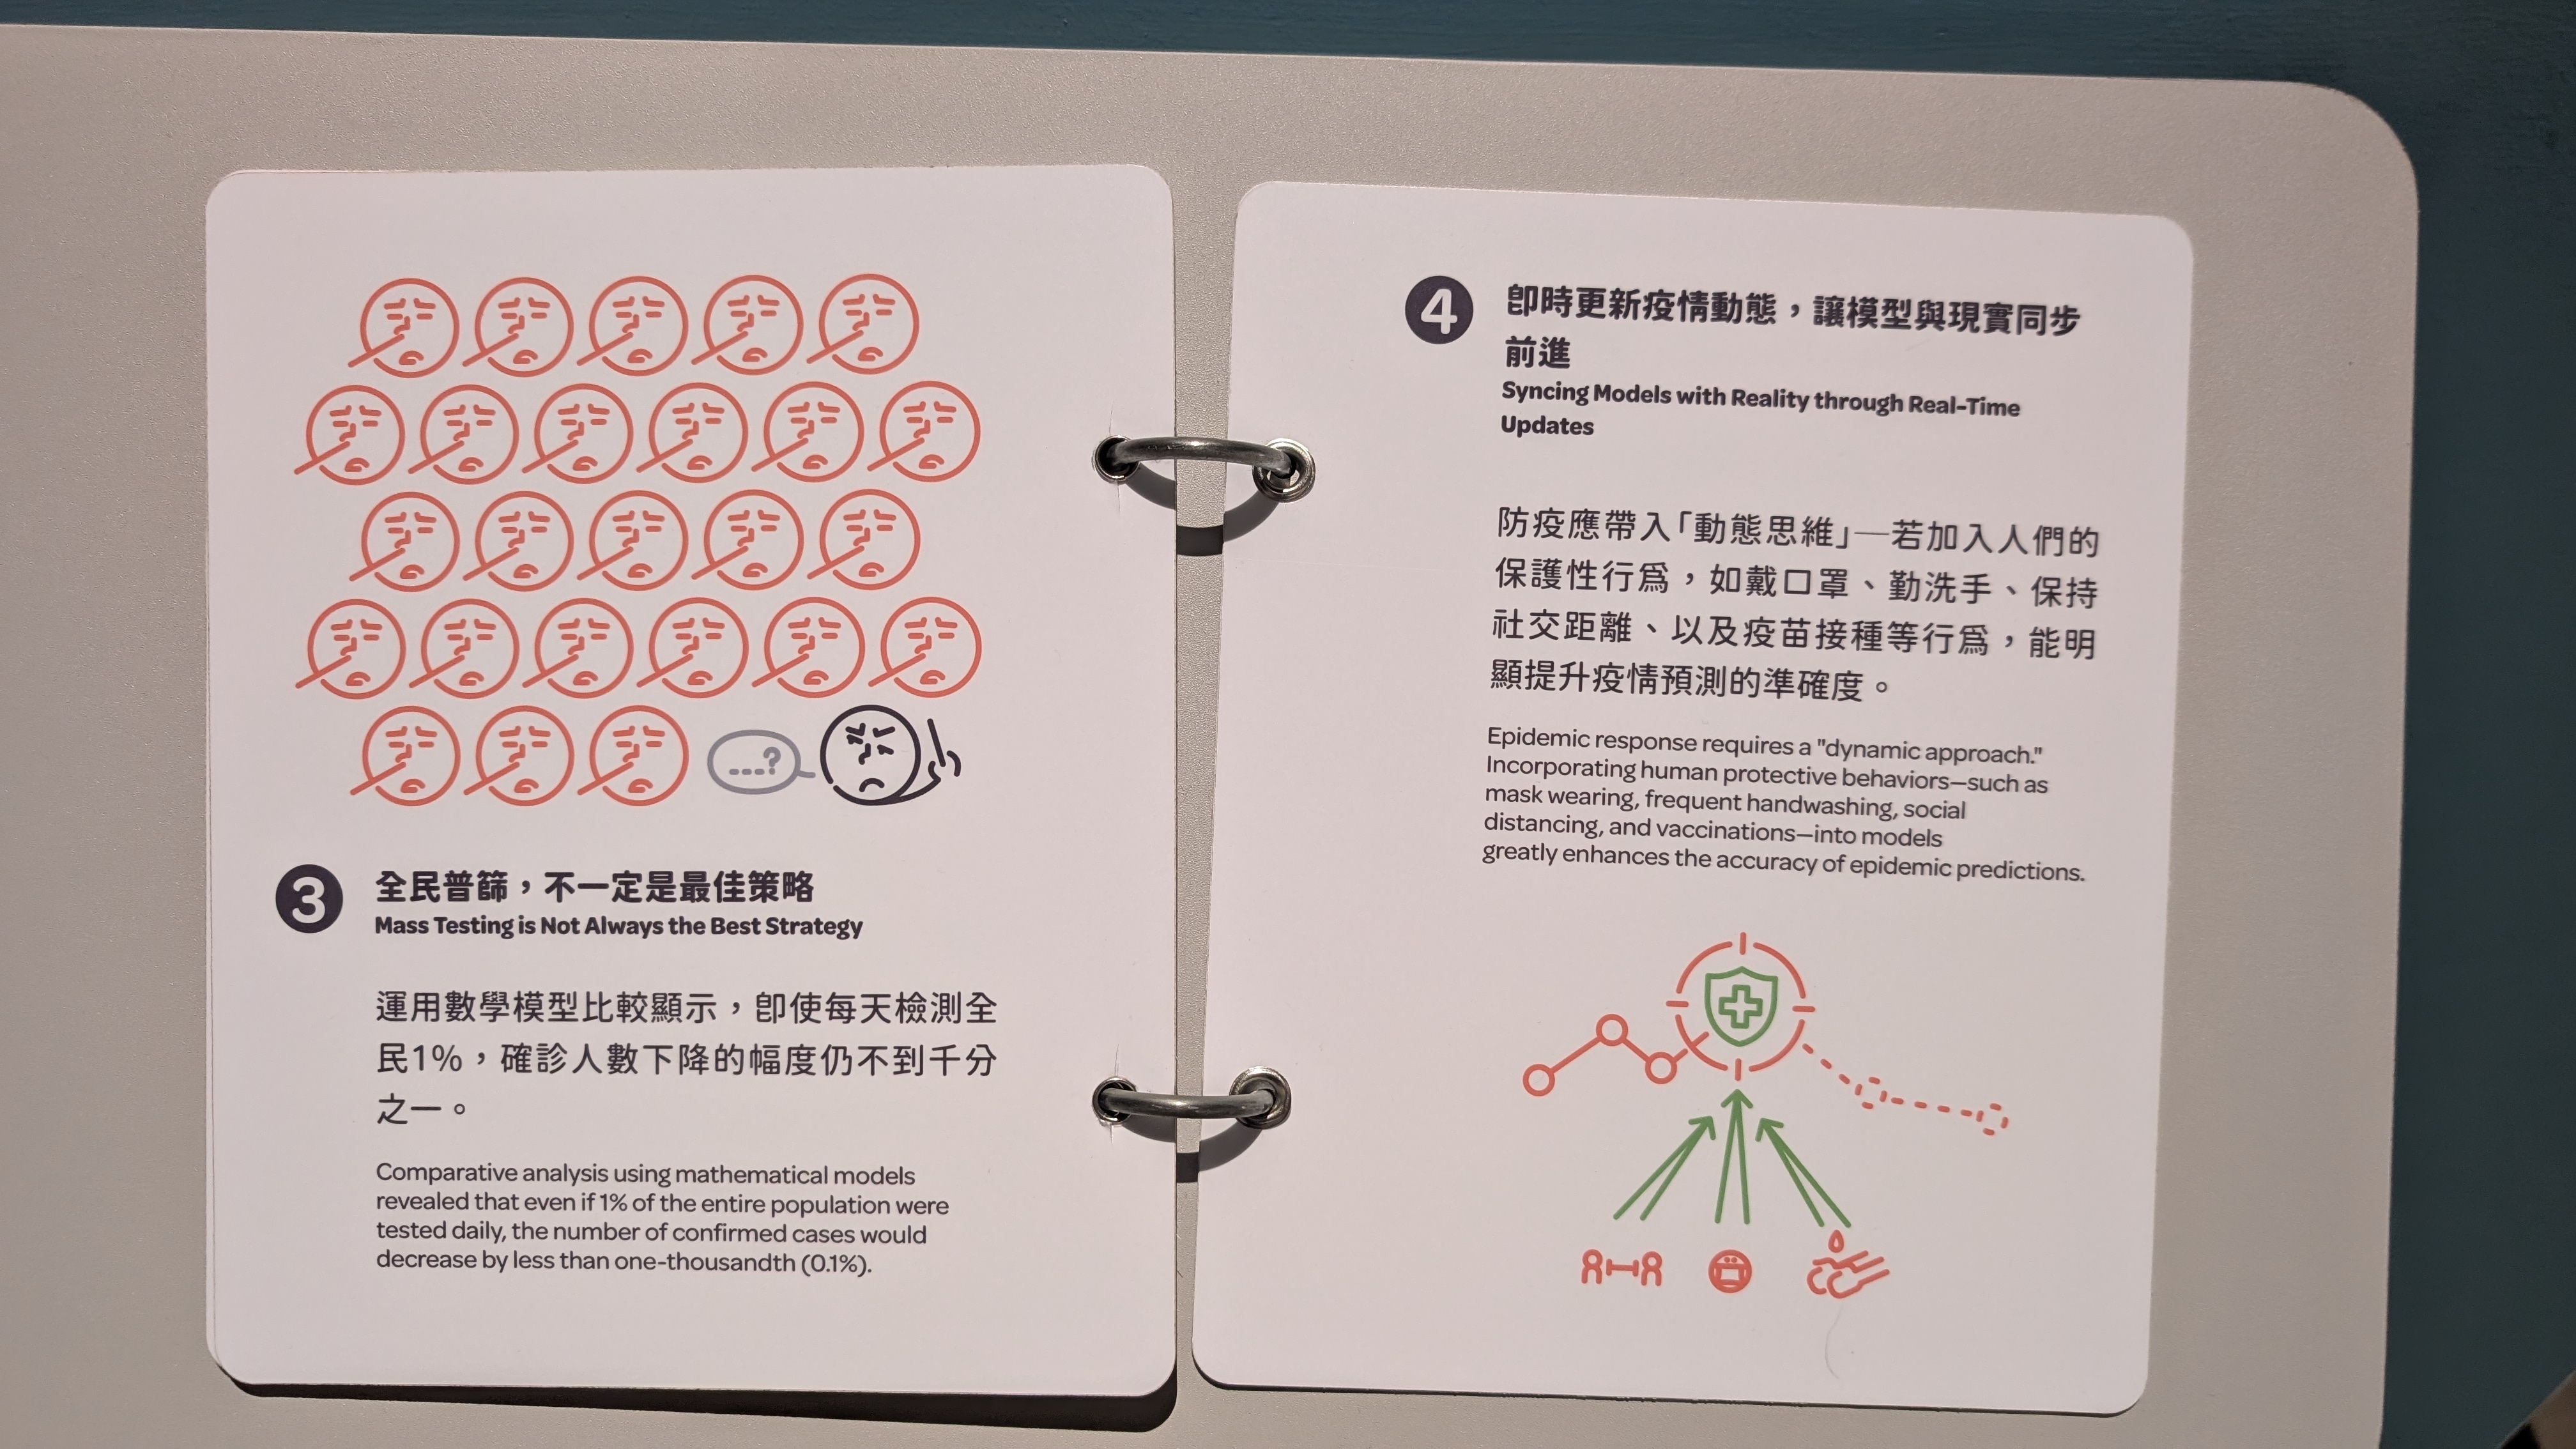 ...?
3
全民普篩，不一定是最佳策略
Mass Testing is Not Always the Best Strategy
運用數學模型比較顯示，即使每天檢測全
民1%，確診人數下降的幅度仍不到千分
之一。
Comparative analysis using mathematical models
revealed that even if 1% of the entire population were
tested daily, the number of confirmed cases would
decrease by less than one-thousandth (0.1%).
4
即時更新疫情動態，讓模型與現實同步
前進
Syncing Models with Reality through Real-Time
Updates
防疫應帶入「動態思維」—若加入人們的
保護性行為，如戴口罩、勤洗手、保持
社交距離、以及疫苗接種等行為，能明
顯提升疫情預測的準確度。
Epidemic response requires a "dynamic approach."
Incorporating human protective behaviors—such as
mask wearing, frequent handwashing, social
distancing, and vaccinations—into models
greatly enhances the accuracy of epidemic predictions.